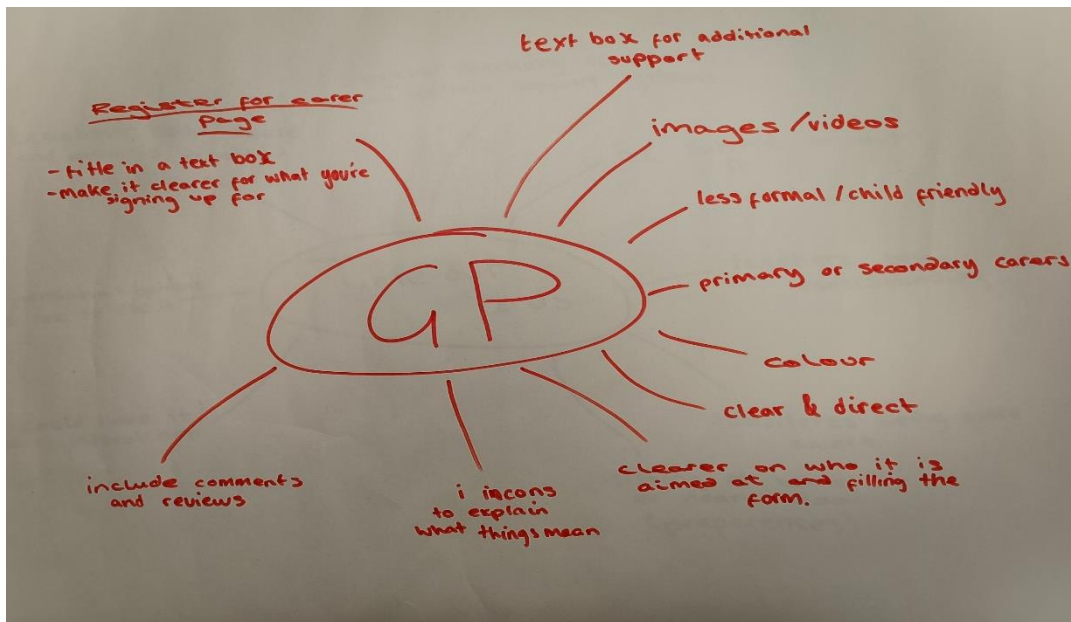 text box for additional
support
Register for carer
page
- title in a text box
- make it clearer for what you're
signing up for
images/videos
less formal/child friendly
primary or secondary carers
GP
colour
clear & direct
clearer on who it is
aimed at and filling the
form.
include comments
and reviews
i incons
to explain
what things mean